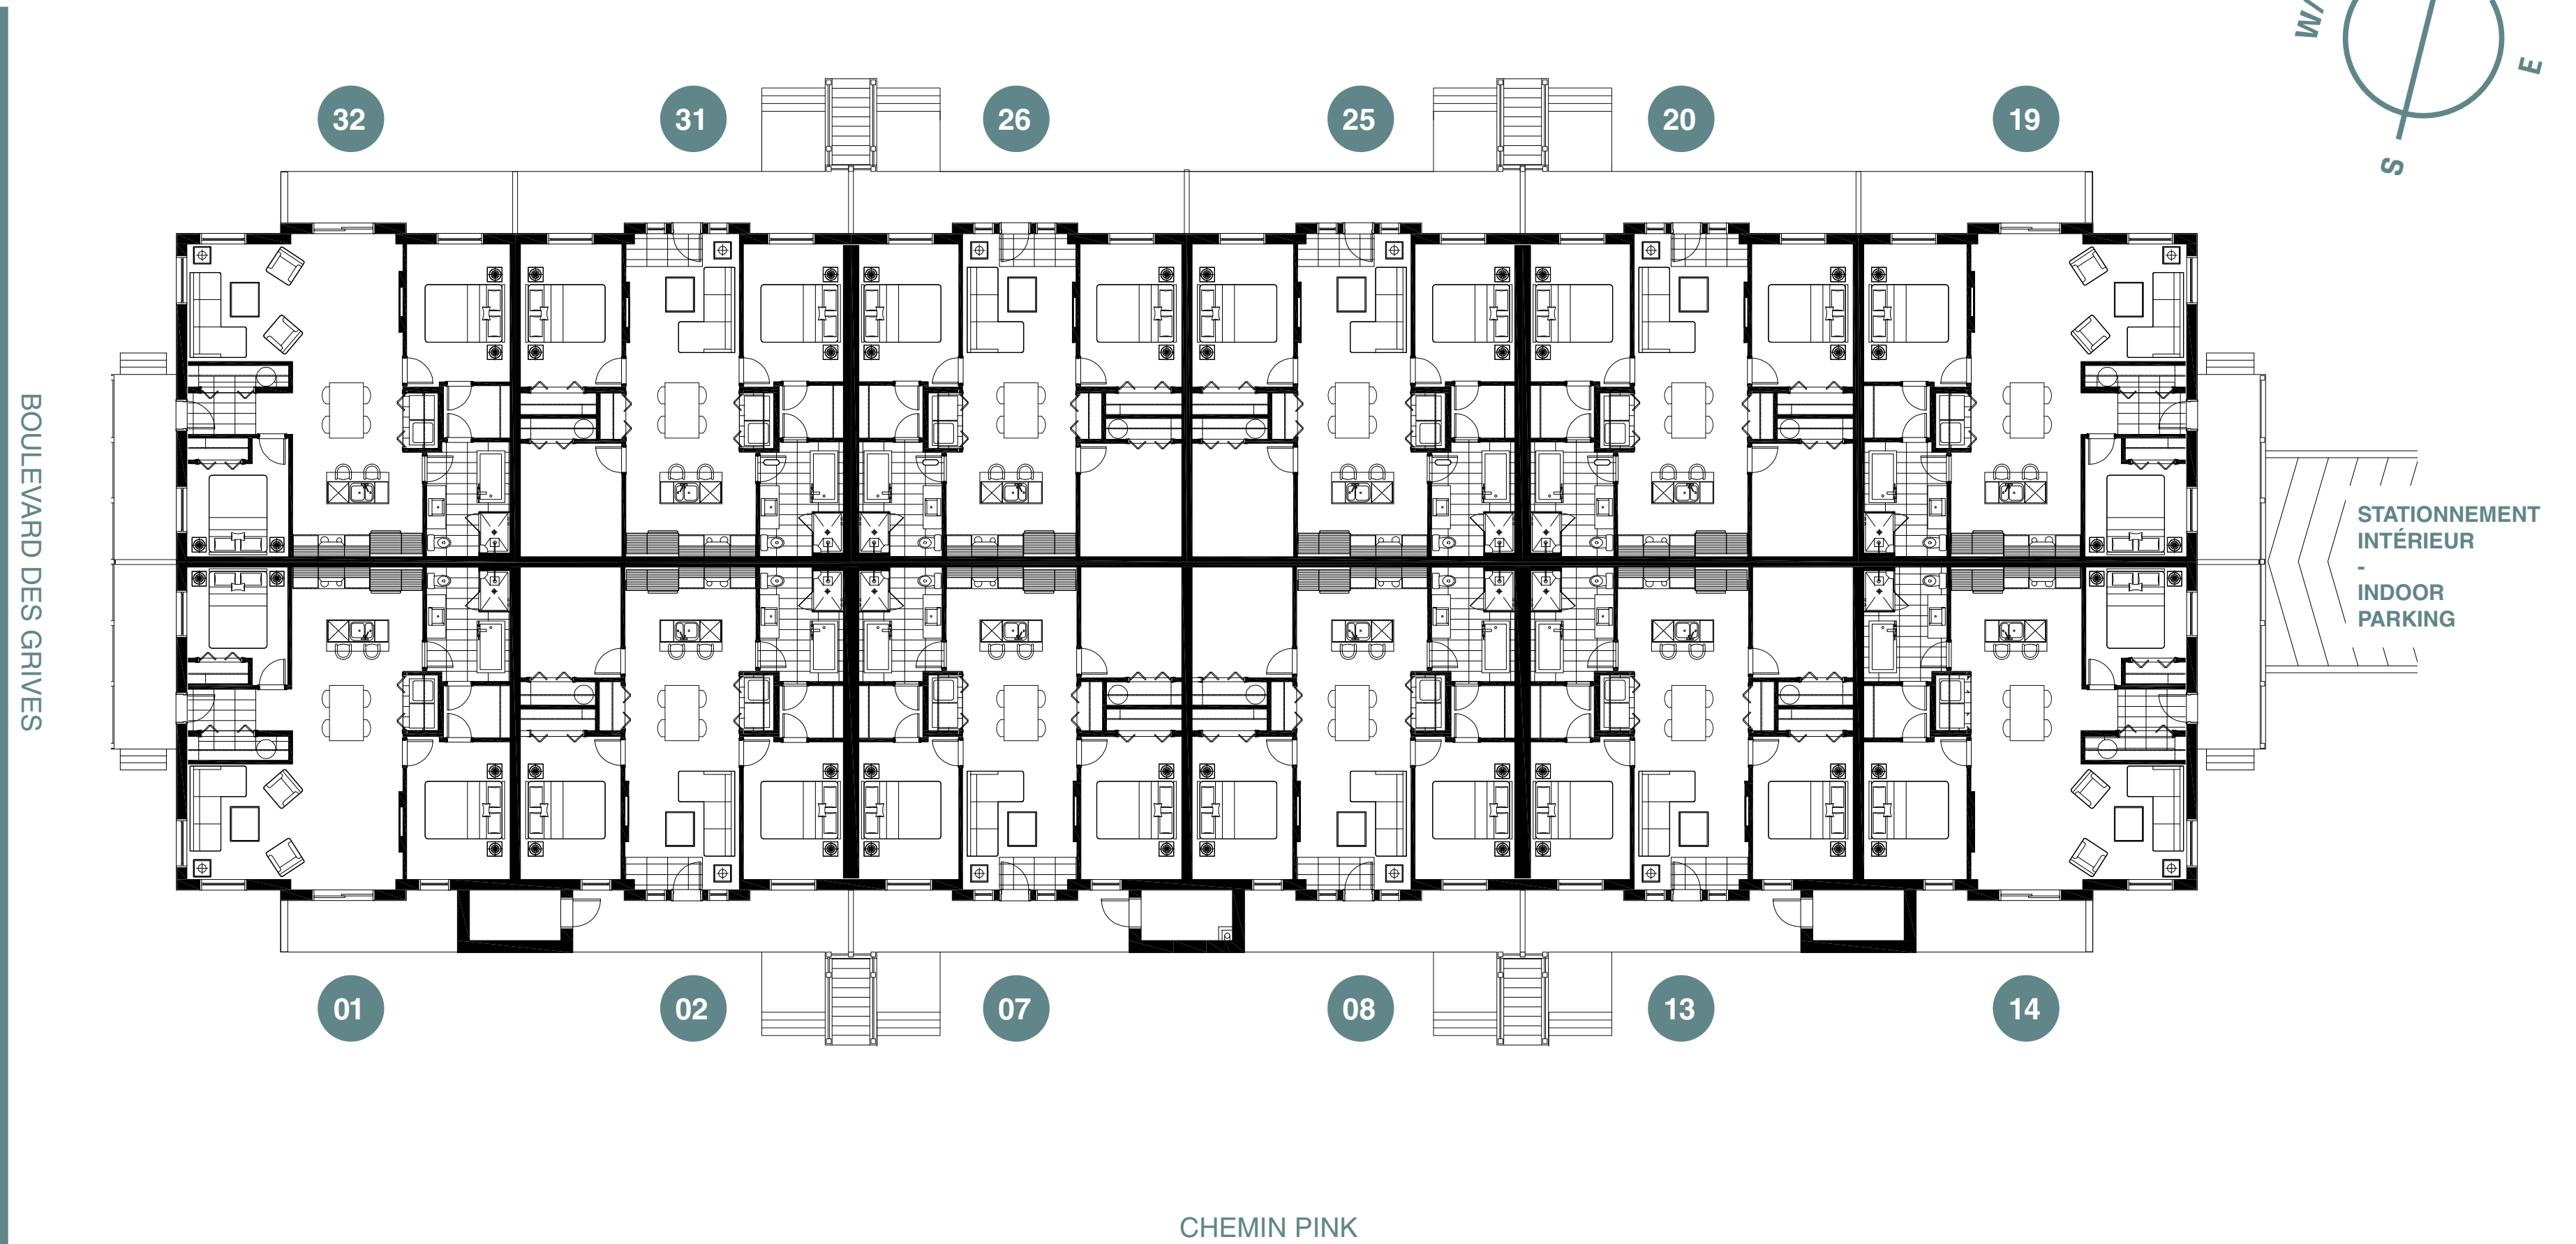 W/
E
S
32
31
26
25
20
19
BOULEVARD DES GRIVES
STATIONNEMENT
INTÉRIEUR
-
INDOOR
PARKING
01
02
07
08
13
14
CHEMIN PINK